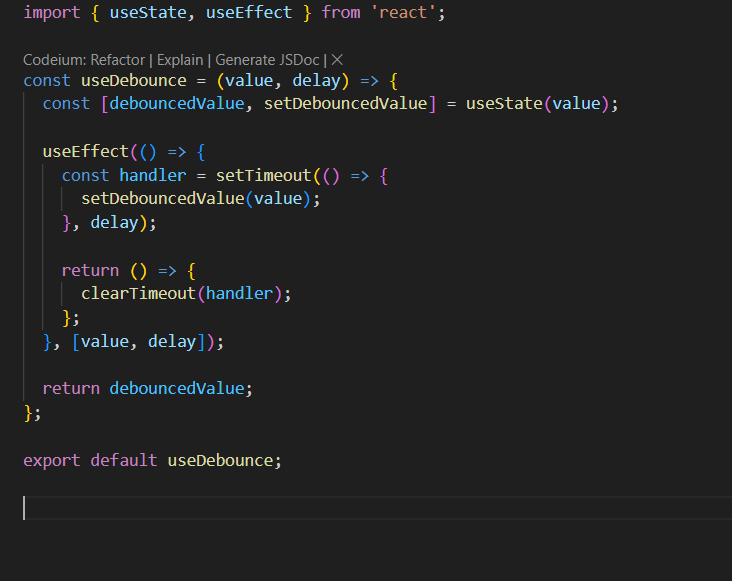 import { useState, useEffect } from 'react';
Codeium: Refactor | Explain | Generate JSDoc | ✕
const useDebounce = (value, delay) => {
  const [debouncedValue, setDebouncedValue] = useState(value);
  useEffect(() => {
    const handler = setTimeout(() => {
      setDebouncedValue(value);
    }, delay);
    return () => {
      clearTimeout(handler);
    };
  }, [value, delay]);
  return debouncedValue;
};
export default useDebounce;